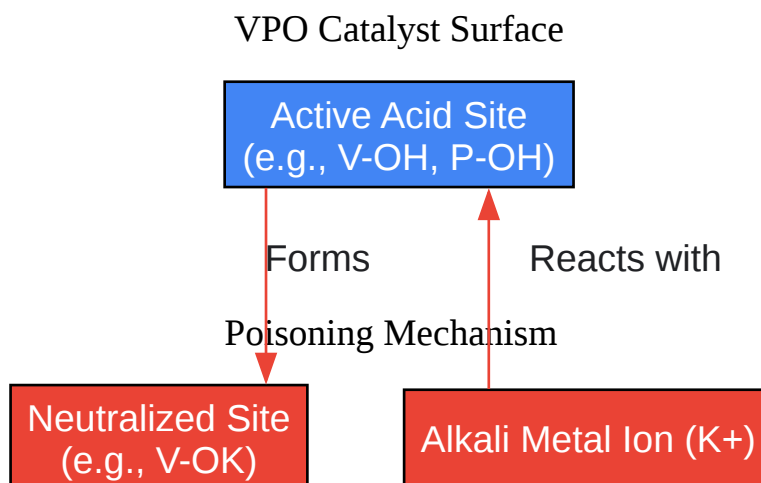 VPO Catalyst Surface
Active Acid Site
(e.g., V-OH, P-OH)
Forms
Reacts with
Poisoning Mechanism
Neutralized Site
(e.g., V-OK)
Alkali Metal Ion (K+)